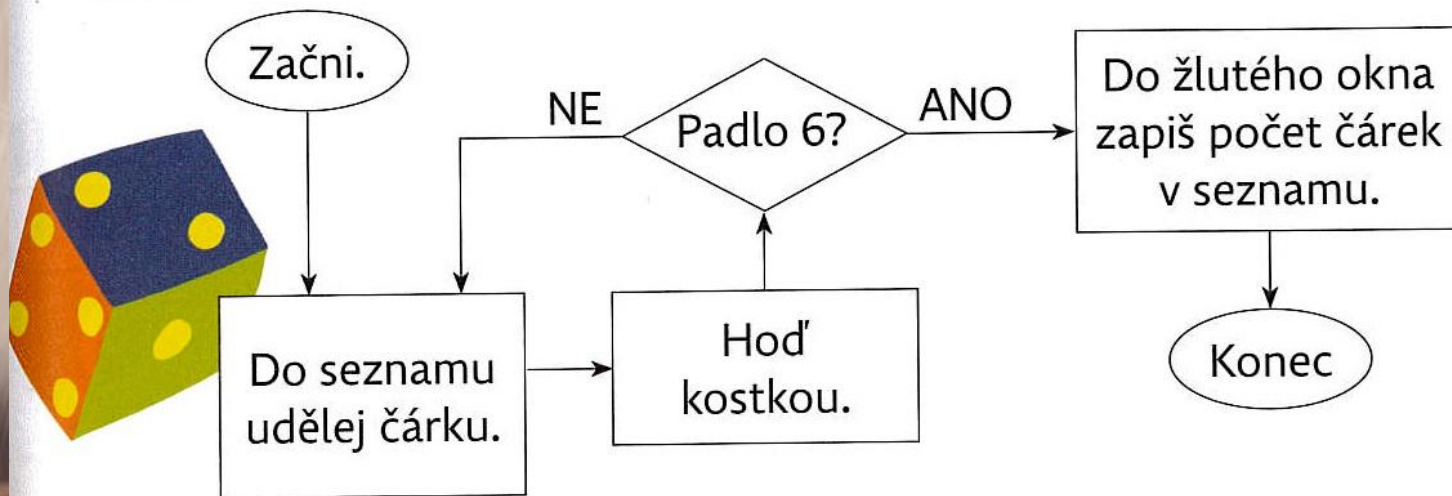 Začni.
NE
Padlo 6?
ANO
Do žlutého okna
zapiš počet čárek
v seznamu.
Do seznamu
udělej čárku.
Hoď
kostkou.
Konec